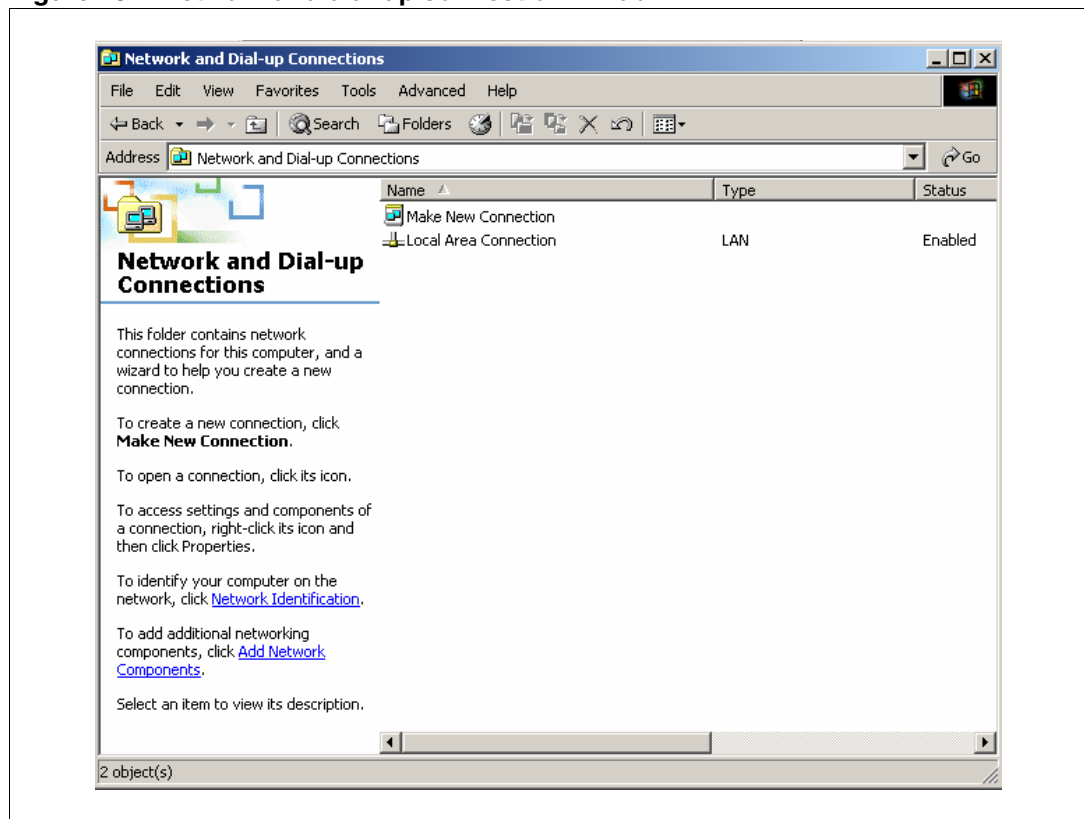 Network and Dial-up Connections
File Edit View Favorites Tools Advanced Help
Back Search Folders
Address Network and Dial-up Connections Go
Name Type Status
Make New Connection
Local Area Connection LAN Enabled
Network and Dial-up
Connections
This folder contains network
connections for this computer, and a
wizard to help you create a new
connection.
To create a new connection, click
Make New Connection.
To open a connection, click its icon.
To access settings and components of
a connection, right-click its icon and
then click Properties.
To identify your computer on the
network, click Network Identification.
To add additional networking
components, click Add Network
Components.
Select an item to view its description.
2 object(s)